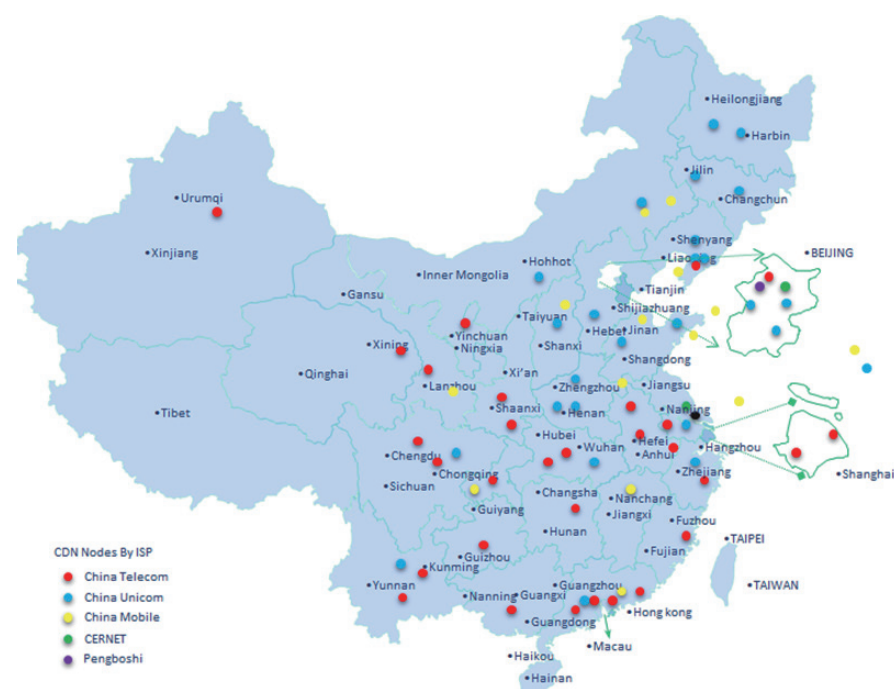 Heilongjiang
Harbin
Jilin
Changchun
Urumqi
Shenyang
Xinjiang
BEIJING
Hohhot
Inner Mongolia
Tianjin
Gansu
Shijiazhuang
Taiyuan
Hebei
Jinan
Yinchuan
Xining
Ningxia
Shanxi
Shangdong
Qinghai
Xi'an
Lanzhou
Zhengzhou
Jiangsu
Tibet
Shaanxi
Henan
Nanjing
Hubei
Hefei
Wuhan
Hangzhou
Chengdu
Anhui
Chongqing
Zhejiang
Shanghai
Sichuan
Changsha
Nanchang
Guiyang
Jiangxi
Fuzhou
Hunan
TAIPEI
CDN Nodes By ISP
Guizhou
Fujian
Kunming
China Telecom
Yunnan
Guangzhou
TAIWAN
China Unicom
Nanning
Guangxi
Hong kong
China Mobile
Guangdong
CERNET
Macau
Pengboshi
Haikou
Hainan